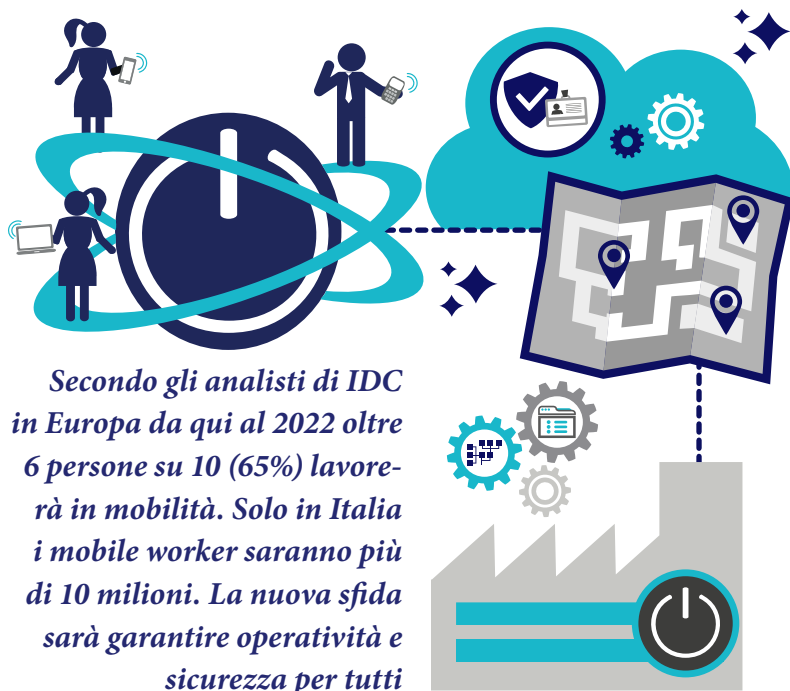 Secondo gli analisti di IDC
in Europa da qui al 2022 oltre
6 persone su 10 (65%) lavore-
rà in mobilità. Solo in Italia
i mobile worker saranno più
di 10 milioni. La nuova sfida
sarà garantire operatività e
sicurezza per tutti